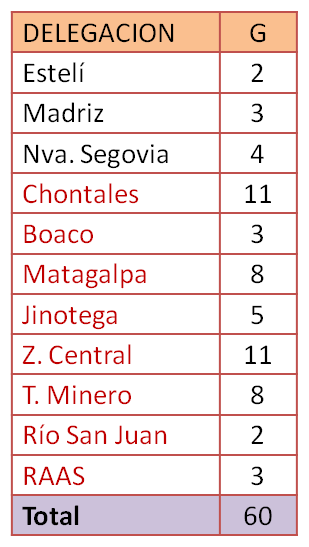 DELEGACION G
Estelí 2
Madriz 3
Nva. Segovia 4
Chontales 11
Boaco 3
Matagalpa 8
Jinotega 5
Z. Central 11
T. Minero 8
Río San Juan 2
RAAS 3
Total 60